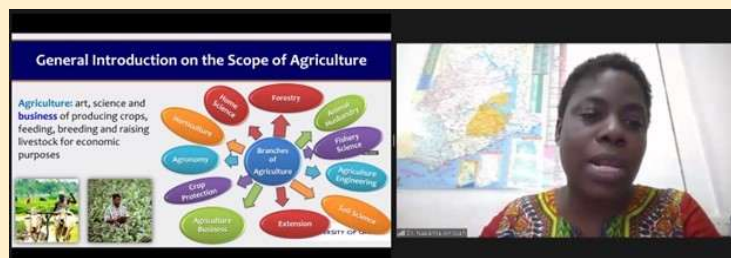 General Introduction on the Scope of Agriculture
Agriculture: art, science and
business of producing crops,
feeding, breeding and raising
livestock for economic
purposes
Branches
of
Agriculture
Forestry
Animal
Husbandry
Fishery
Science
Agriculture
Engineering
Soil Science
Extension
Agriculture
Business
Crop
Protection
Agronomy
Horticulture
Home
Science